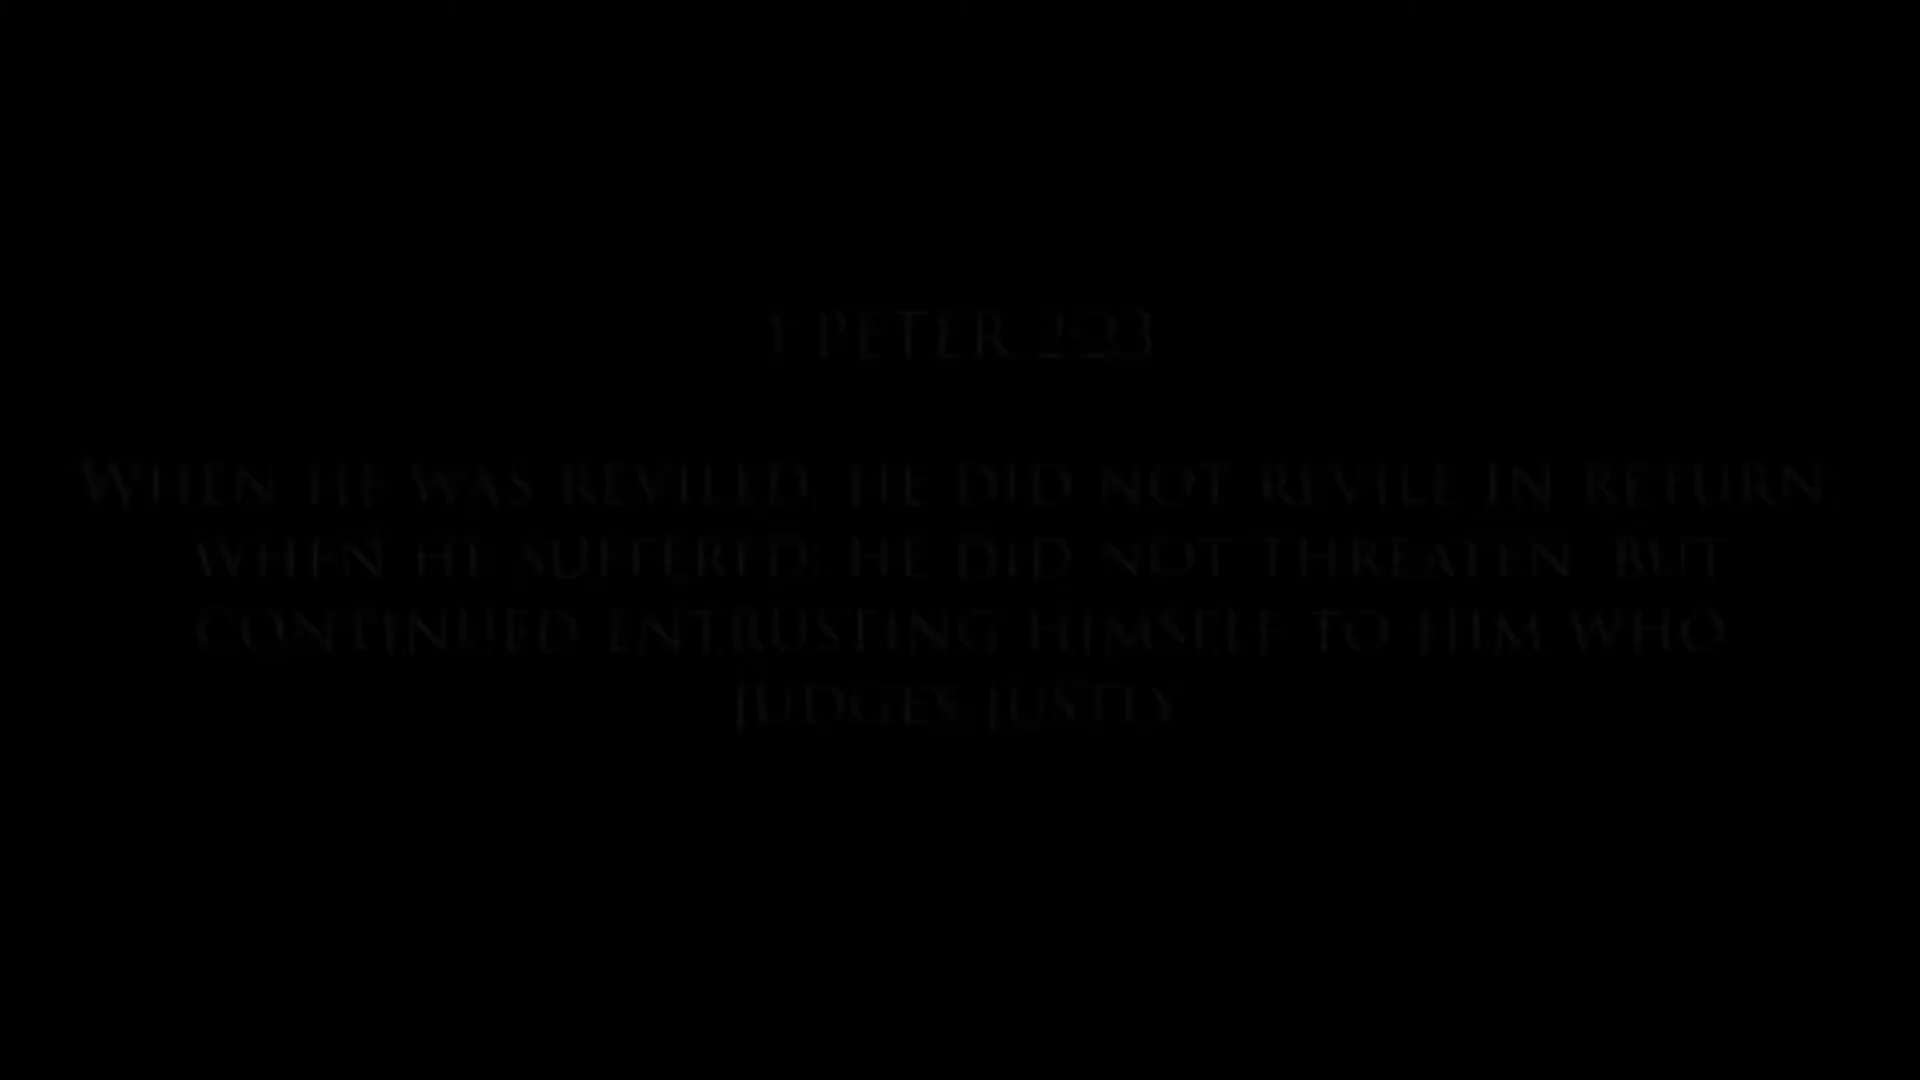 1 Peter 2:23
When he was reviled, he did not revile in return;
when he suffered, he did not threaten, but
continued entrusting himself to him who
judges justly